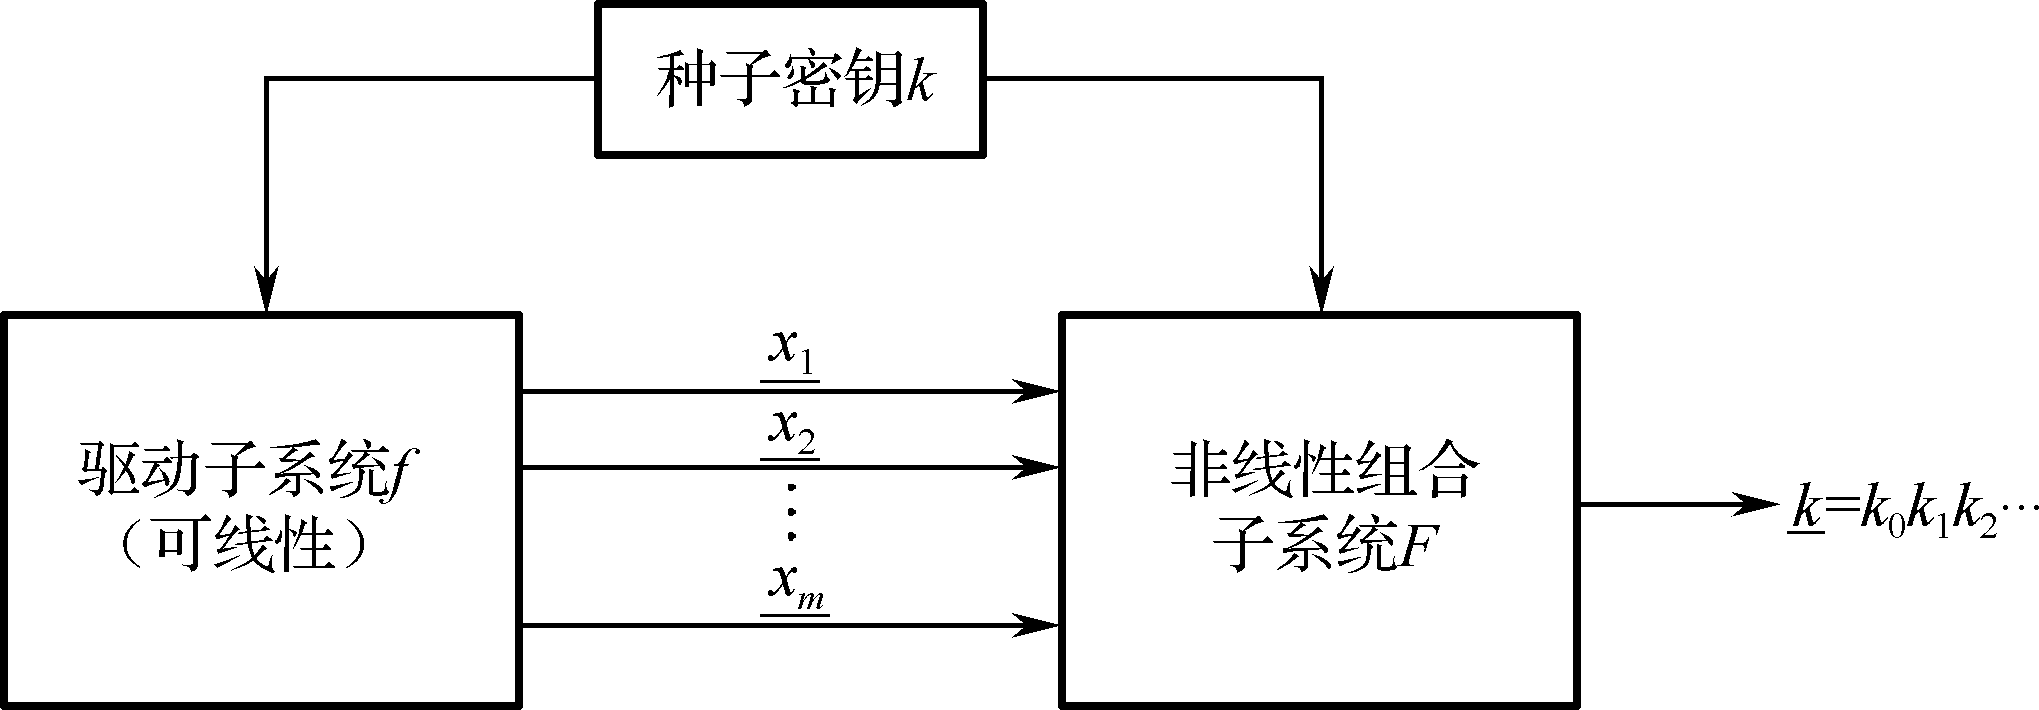 种子密钥k
x₁
x₂
⋮
xₘ
驱动子系统f
（可线性）
非线性组合
子系统F
k=k₀k₁k₂…